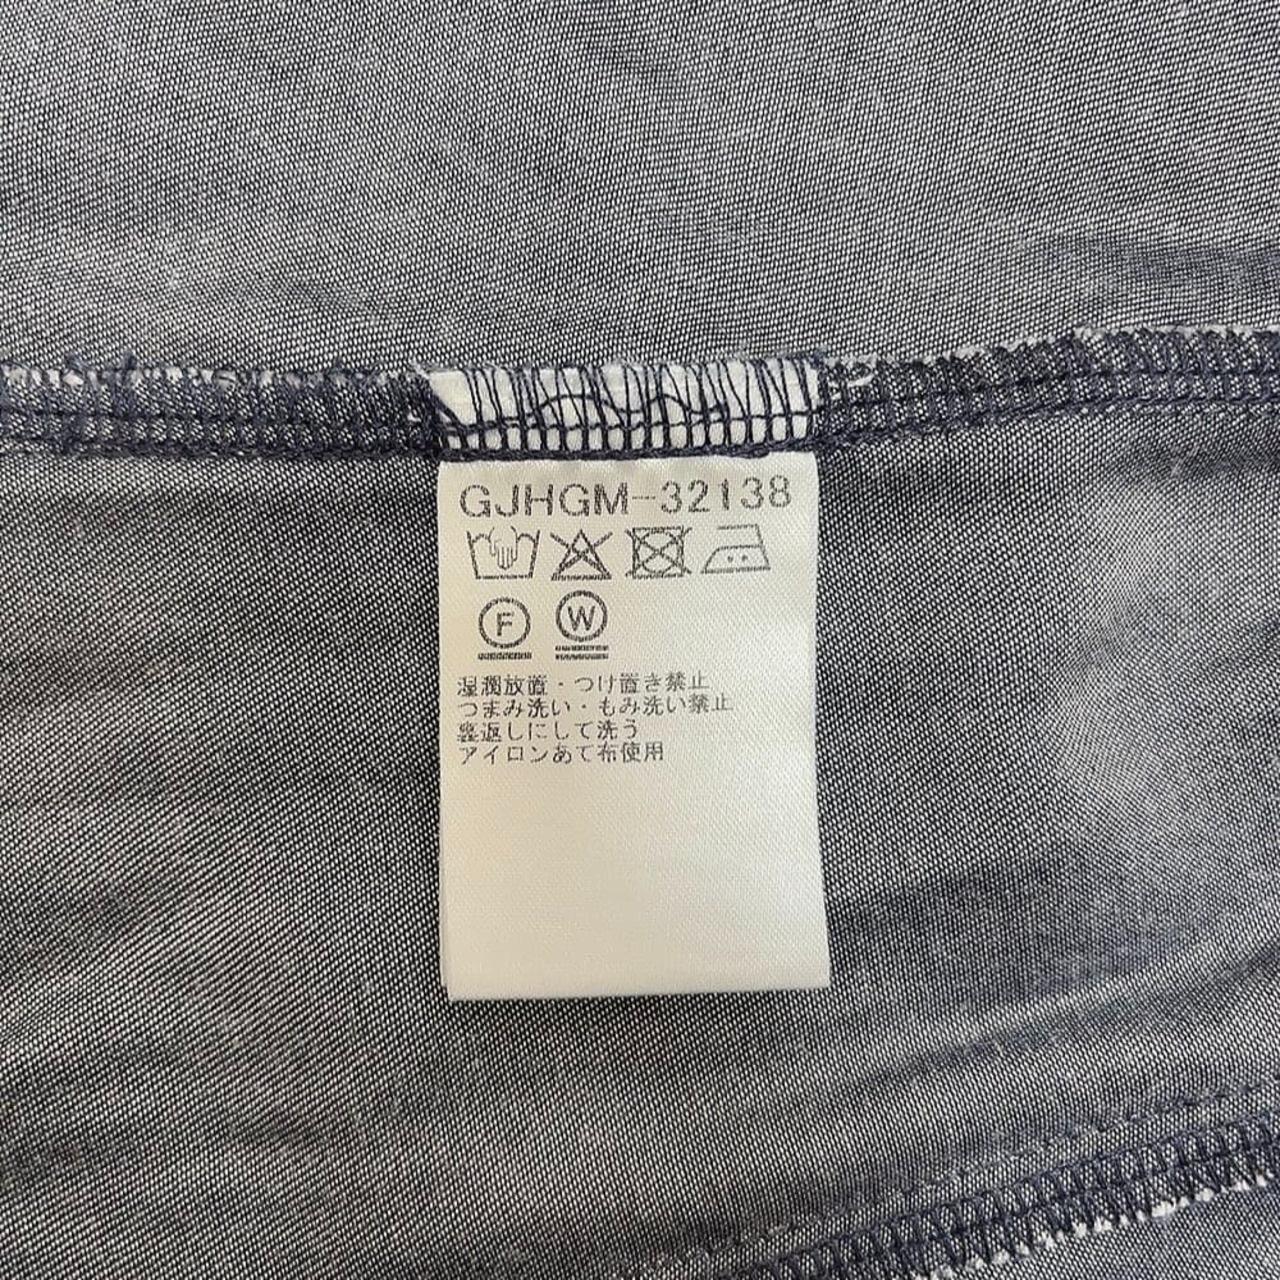 GJHGM-32138
F W
湿潤放置・つけ置き禁止
つまみ洗い・もみ洗い禁止
裏返しにして洗う
アイロンあて布使用